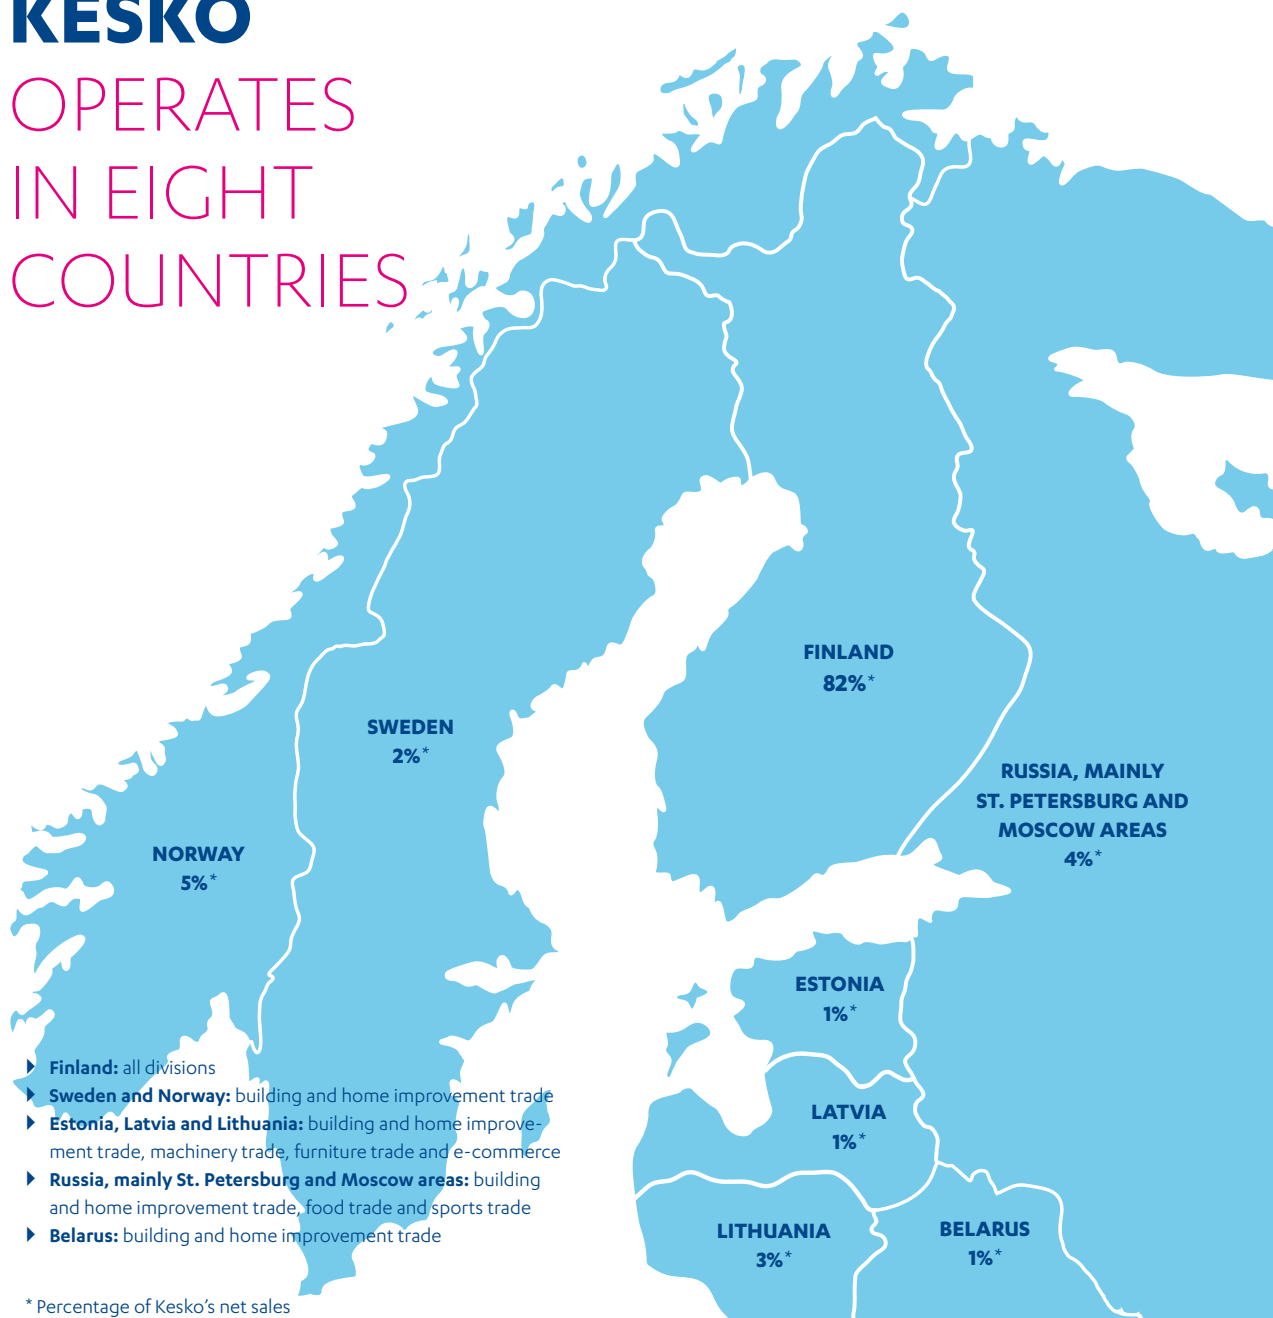 KESKO
OPERATES
IN EIGHT
COUNTRIES
FINLAND
82%*
SWEDEN
2%*
RUSSIA, MAINLY
ST. PETERSBURG AND
MOSCOW AREAS
4%*
NORWAY
5%*
ESTONIA
1%*
LATVIA
1%*
LITHUANIA
3%*
BELARUS
1%*
Finland: all divisions
Sweden and Norway: building and home improvement trade
Estonia, Latvia and Lithuania: building and home improve-
ment trade, machinery trade, furniture trade and e-commerce
Russia, mainly St. Petersburg and Moscow areas: building
and home improvement trade, food trade and sports trade
Belarus: building and home improvement trade
* Percentage of Kesko's net sales